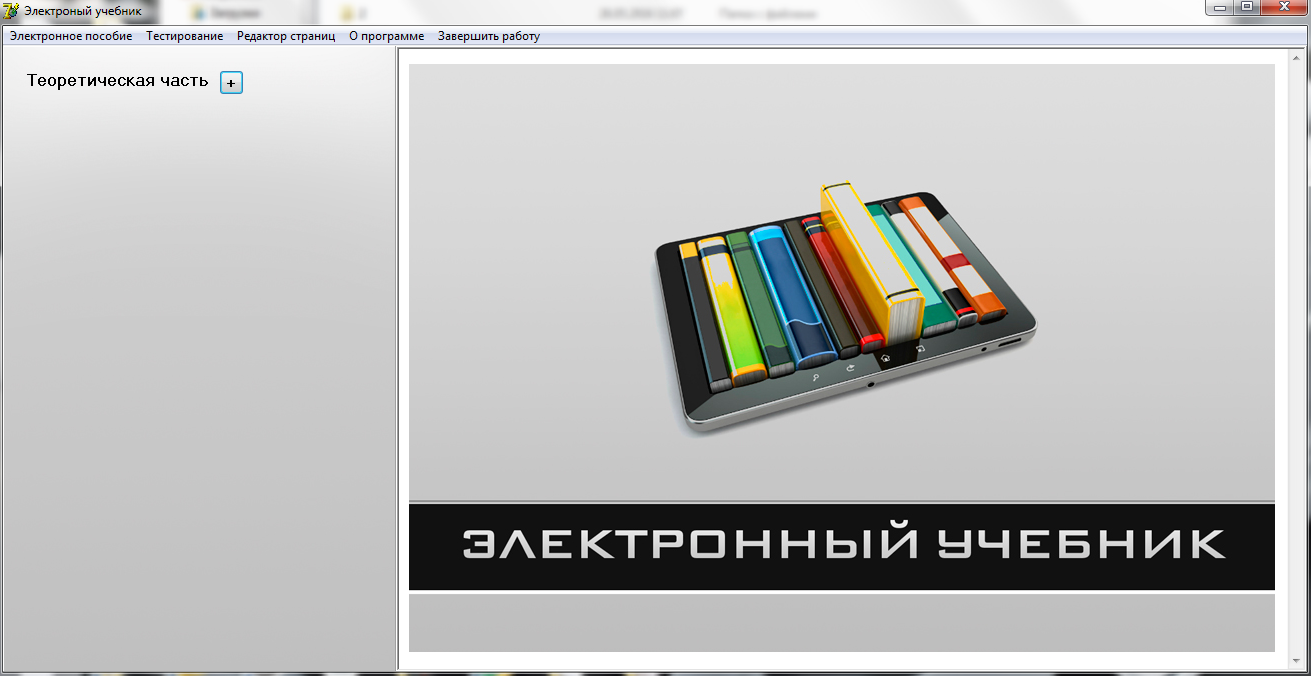 Электроный учебник
Электронное пособие Тестирование Редактор страниц О программе Завершить работу
Теоретическая часть +
ЭЛЕКТРОННЫЙ УЧЕБНИК